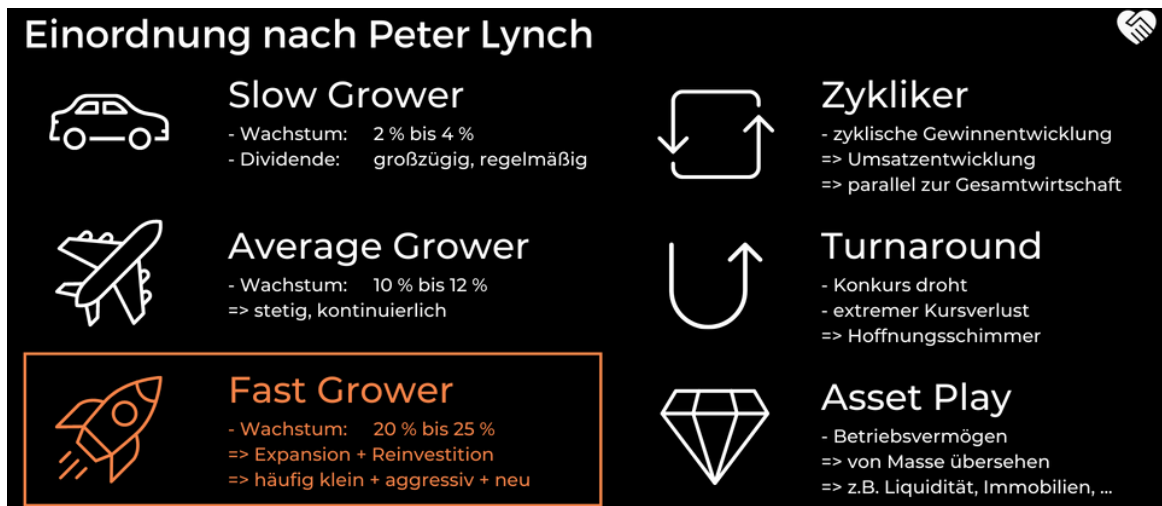 Einordnung nach Peter Lynch
Slow Grower
- Wachstum: 2 % bis 4 %
- Dividende: großzügig, regelmäßig
Average Grower
- Wachstum: 10 % bis 12 %
=> stetig, kontinuierlich
Fast Grower
- Wachstum: 20 % bis 25 %
=> Expansion + Reinvestition
=> häufig klein + aggressiv + neu
Zykliker
- zyklische Gewinnentwicklung
=> Umsatzentwicklung
=> parallel zur Gesamtwirtschaft
Turnaround
- Konkurs droht
- extremer Kursverlust
=> Hoffnungsschimmer
Asset Play
- Betriebsvermögen
=> von Masse übersehen
=> z.B. Liquidität, Immobilien, ...